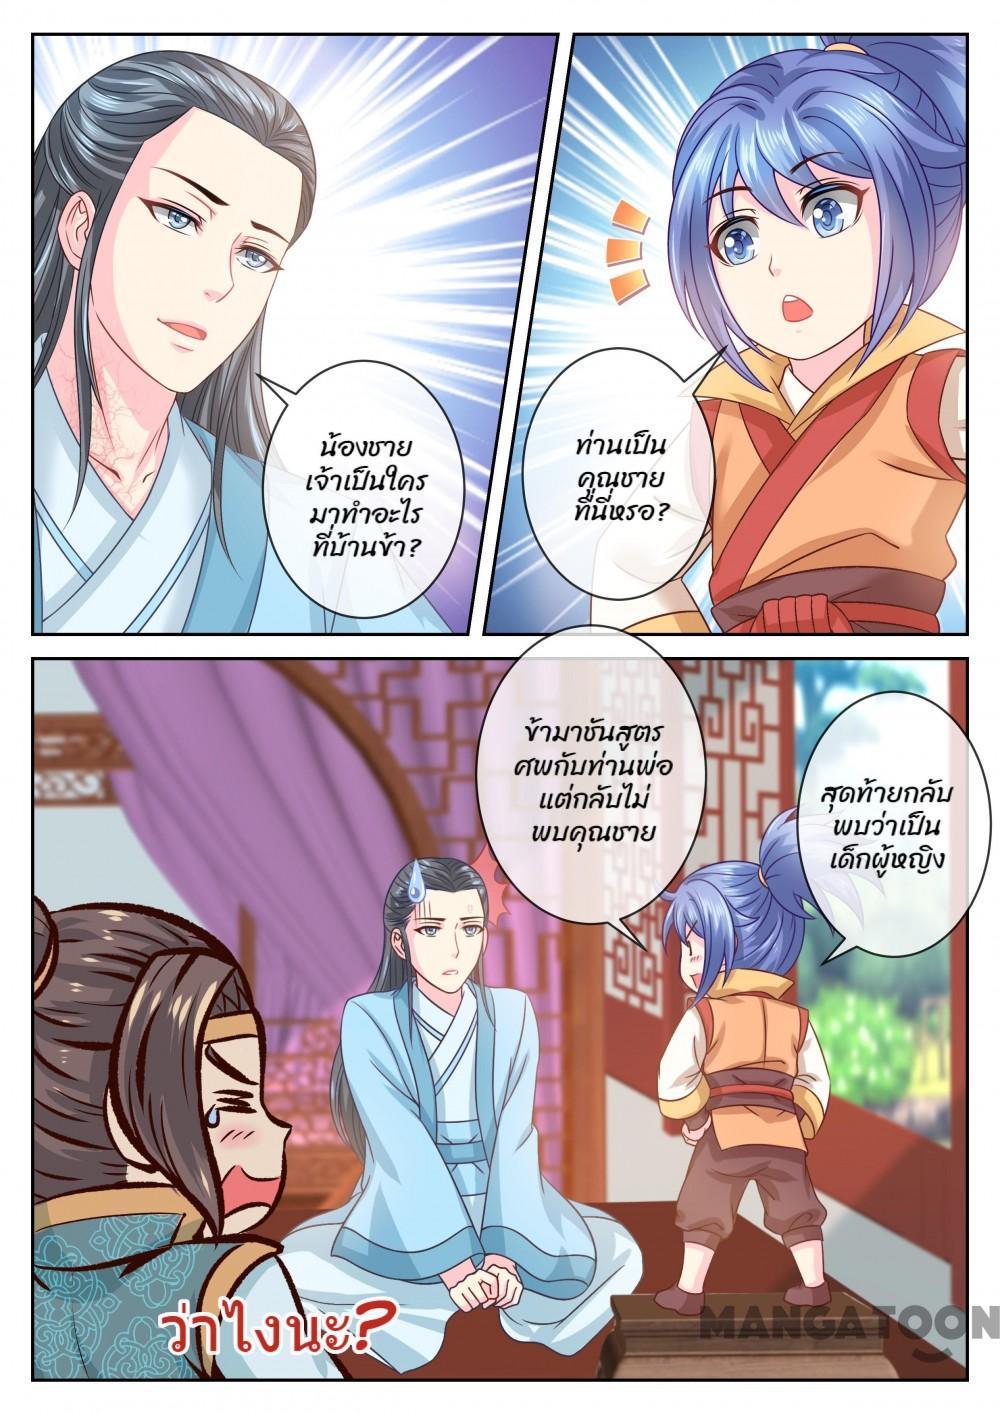 น้องชาย
เจ้าเป็นใคร
มาทำอะไร
ที่บ้านข้า?
ท่านเป็น
คุณชาย
ที่นี่หรอ?
ข้ามาชันสูตร
ศพกับท่านพ่อ
แต่กลับไม่
พบคุณชาย
สุดท้ายกลับ
พบว่าเป็น
เด็กผู้หญิง
ว่าไงนะ?
MANGATOON